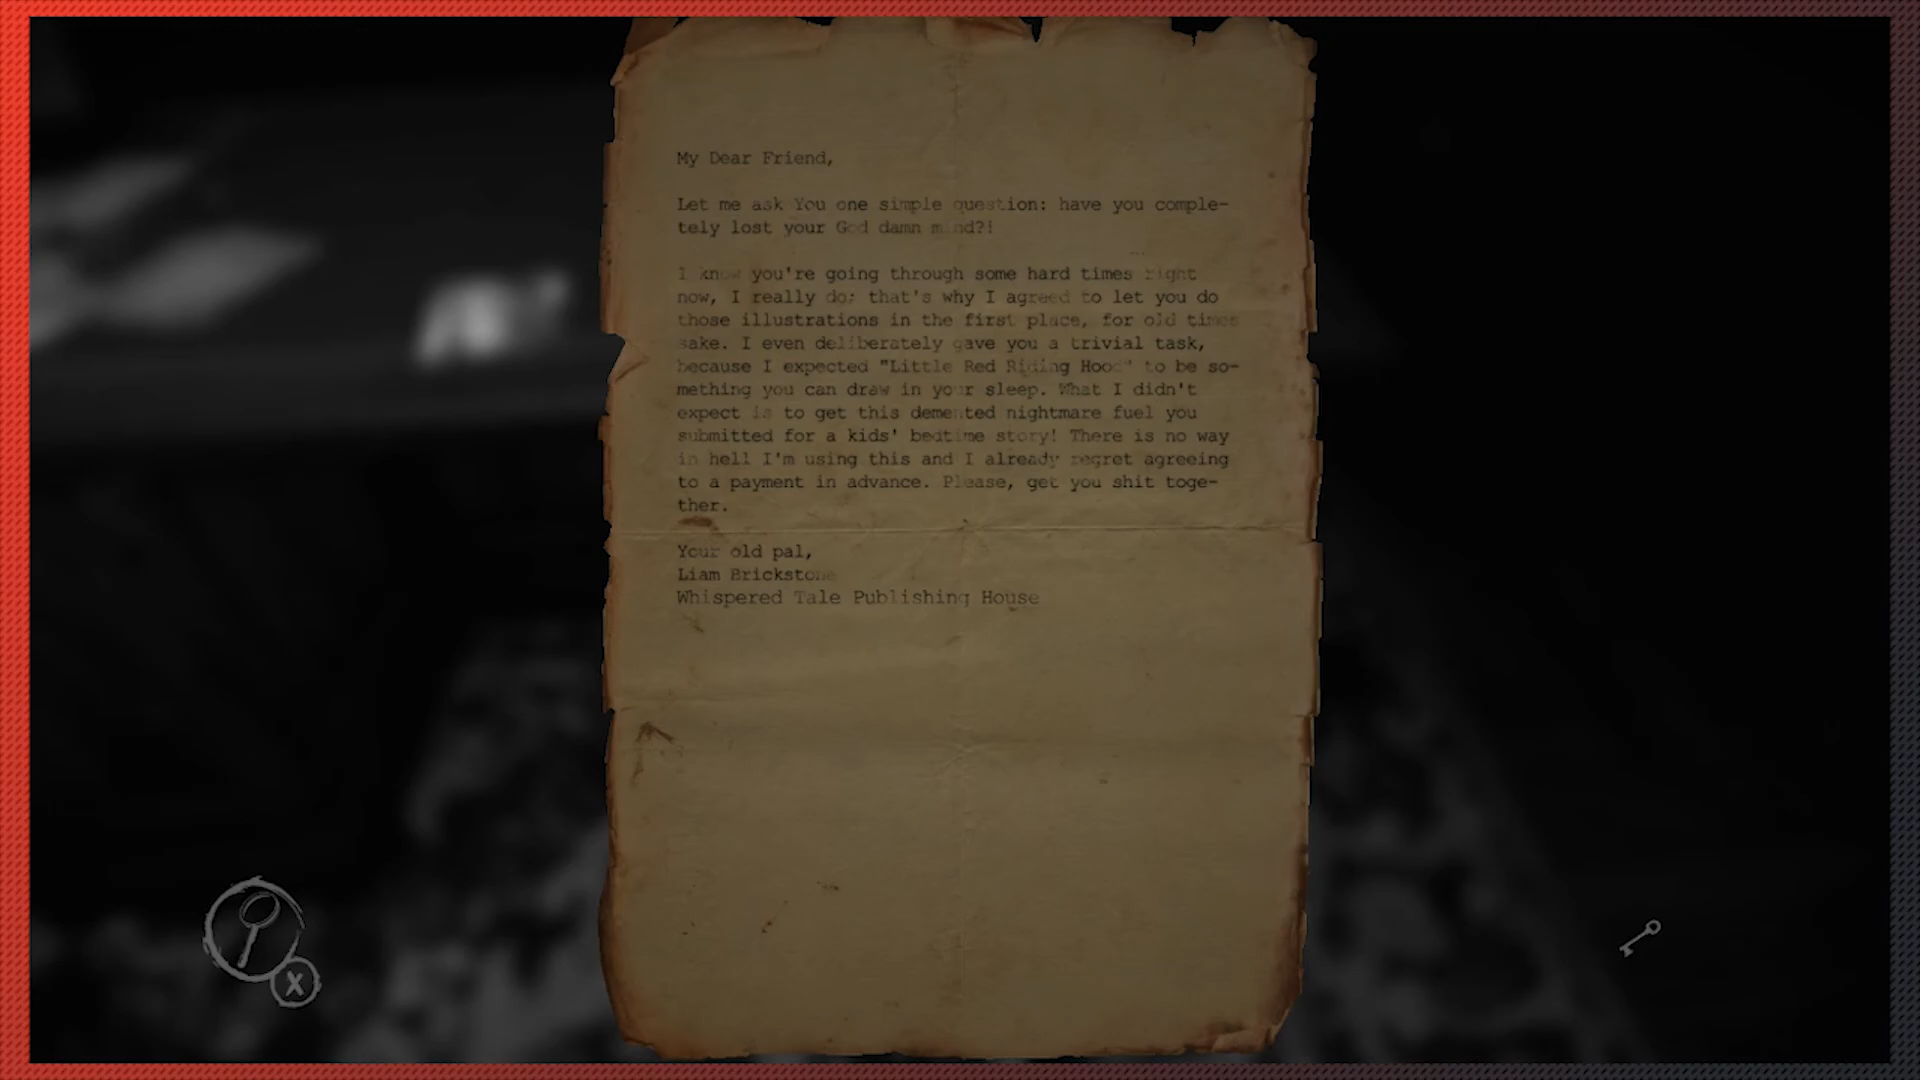 My Dear Friend,
Let me ask You one simple question: have you comple-
tely lost your God damn mind?!
I know you're going through some hard times right
now, I really do; that's why I agreed to let you do
those illustrations in the first place, for old times
sake. I even deliberately gave you a trivial task,
because I expected "Little Red Riding Hood" to be so-
mething you can draw in your sleep. What I didn't
expect is to get this demented nightmare fuel you
submitted for a kids' bedtime story! There is no way
in hell I'm using this and I already regret agreeing
to a payment in advance. Please, get you shit toge-
ther.
Your old pal,
Liam Brickstone
Whispered Tale Publishing House
X